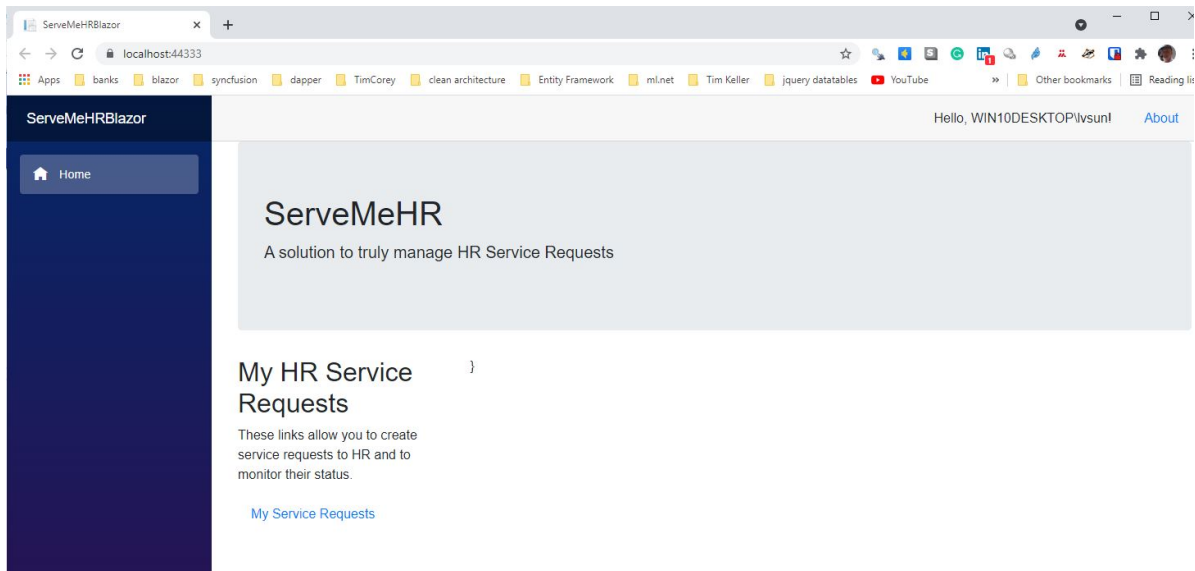 ServeMeHRBlazor
localhost:44333
Apps banks blazor syncfusion dapper TimCorey clean architecture Entity Framework ml.net Tim Keller jquery datatables YouTube » Other bookmarks Reading lis
ServeMeHRBlazor
Hello, WIN10DESKTOP\lvsun! About
Home
ServeMeHR
A solution to truly manage HR Service Requests
My HR Service
Requests
}
These links allow you to create
service requests to HR and to
monitor their status.
My Service Requests